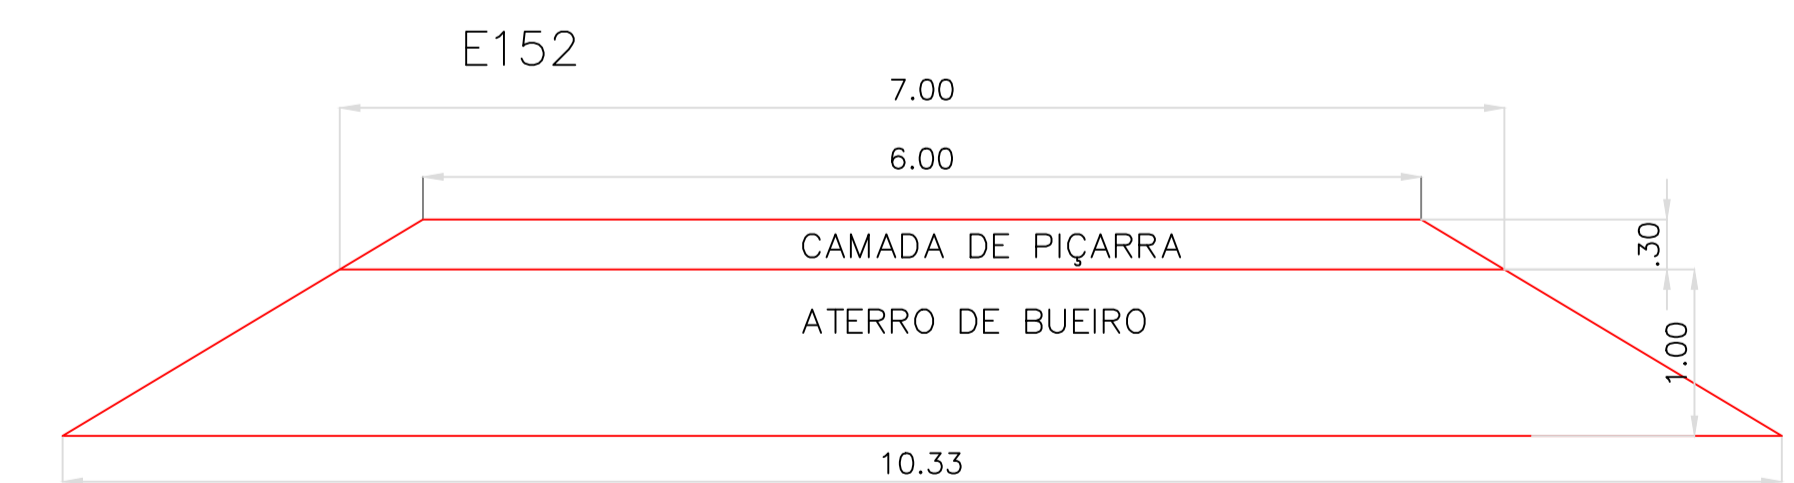 E152
7.00
6.00
CAMADA DE PIÇARRA
.30
ATERRO DE BUEIRO
1.00
10.33